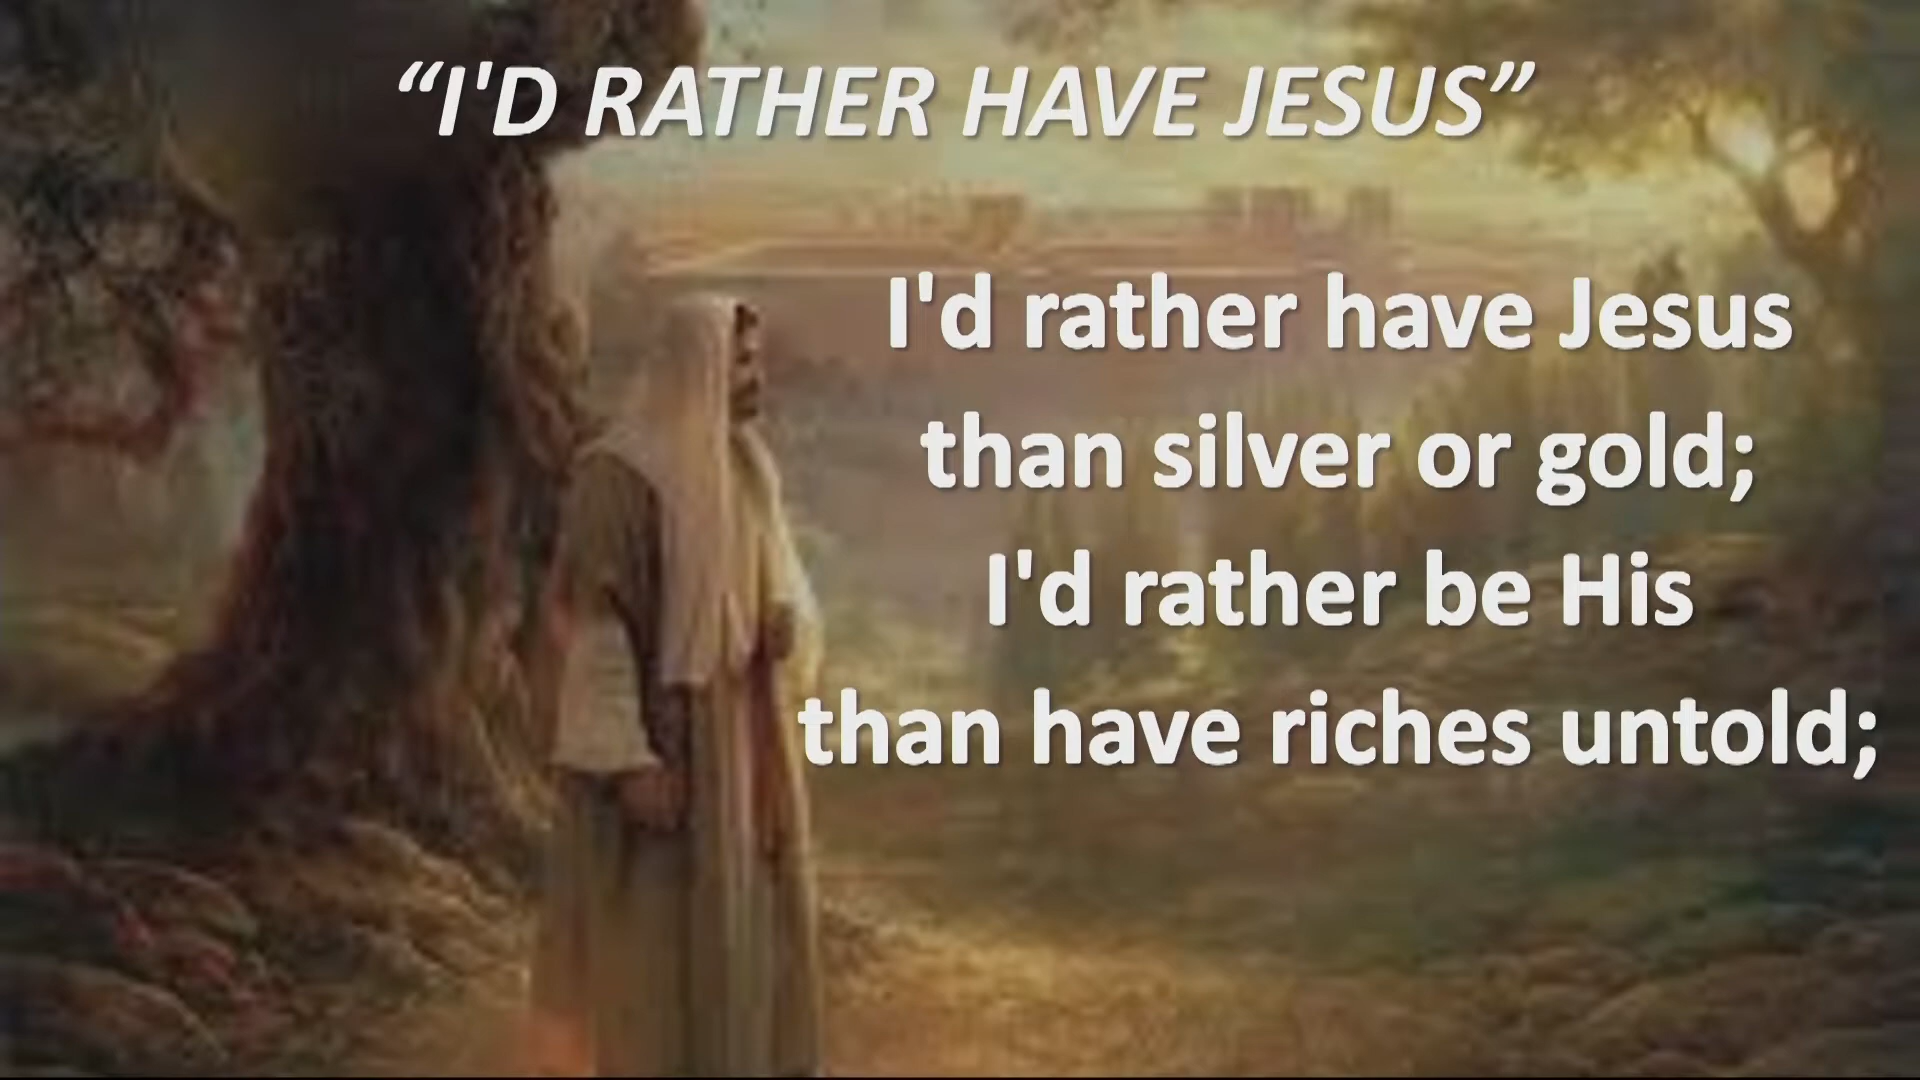 “I'D RATHER HAVE JESUS”
I'd rather have Jesus
than silver or gold;
I'd rather be His
than have riches untold;